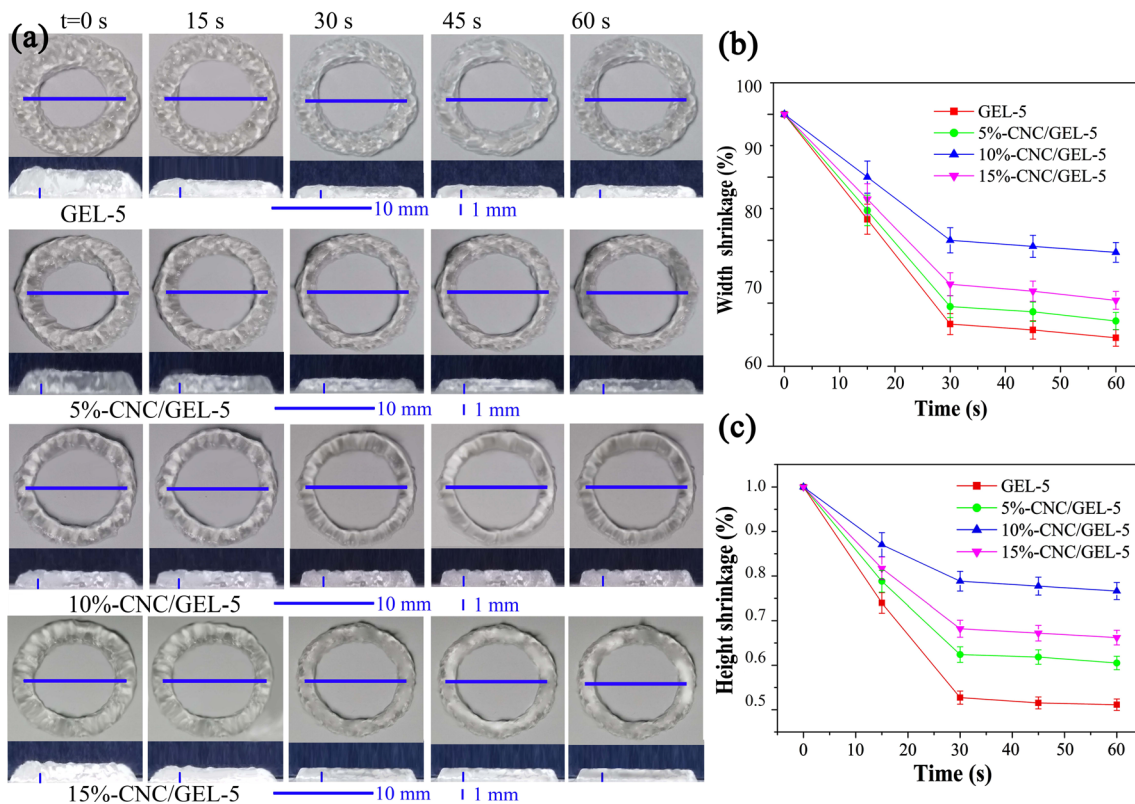 (a)
t=0 s 15 s 30 s 45 s 60 s
GEL-5
10 mm 1 mm
5%-CNC/GEL-5
10 mm 1 mm
10%-CNC/GEL-5
10 mm 1 mm
15%-CNC/GEL-5
10 mm 1 mm
(b)
Width shrinkage (%)
100
90
80
70
60
GEL-5
5%-CNC/GEL-5
10%-CNC/GEL-5
15%-CNC/GEL-5
0 10 20 30 40 50 60
Time (s)
(c)
Height shrinkage (%)
1.0
0.9
0.8
0.7
0.6
0.5
GEL-5
5%-CNC/GEL-5
10%-CNC/GEL-5
15%-CNC/GEL-5
0 10 20 30 40 50 60
Time (s)